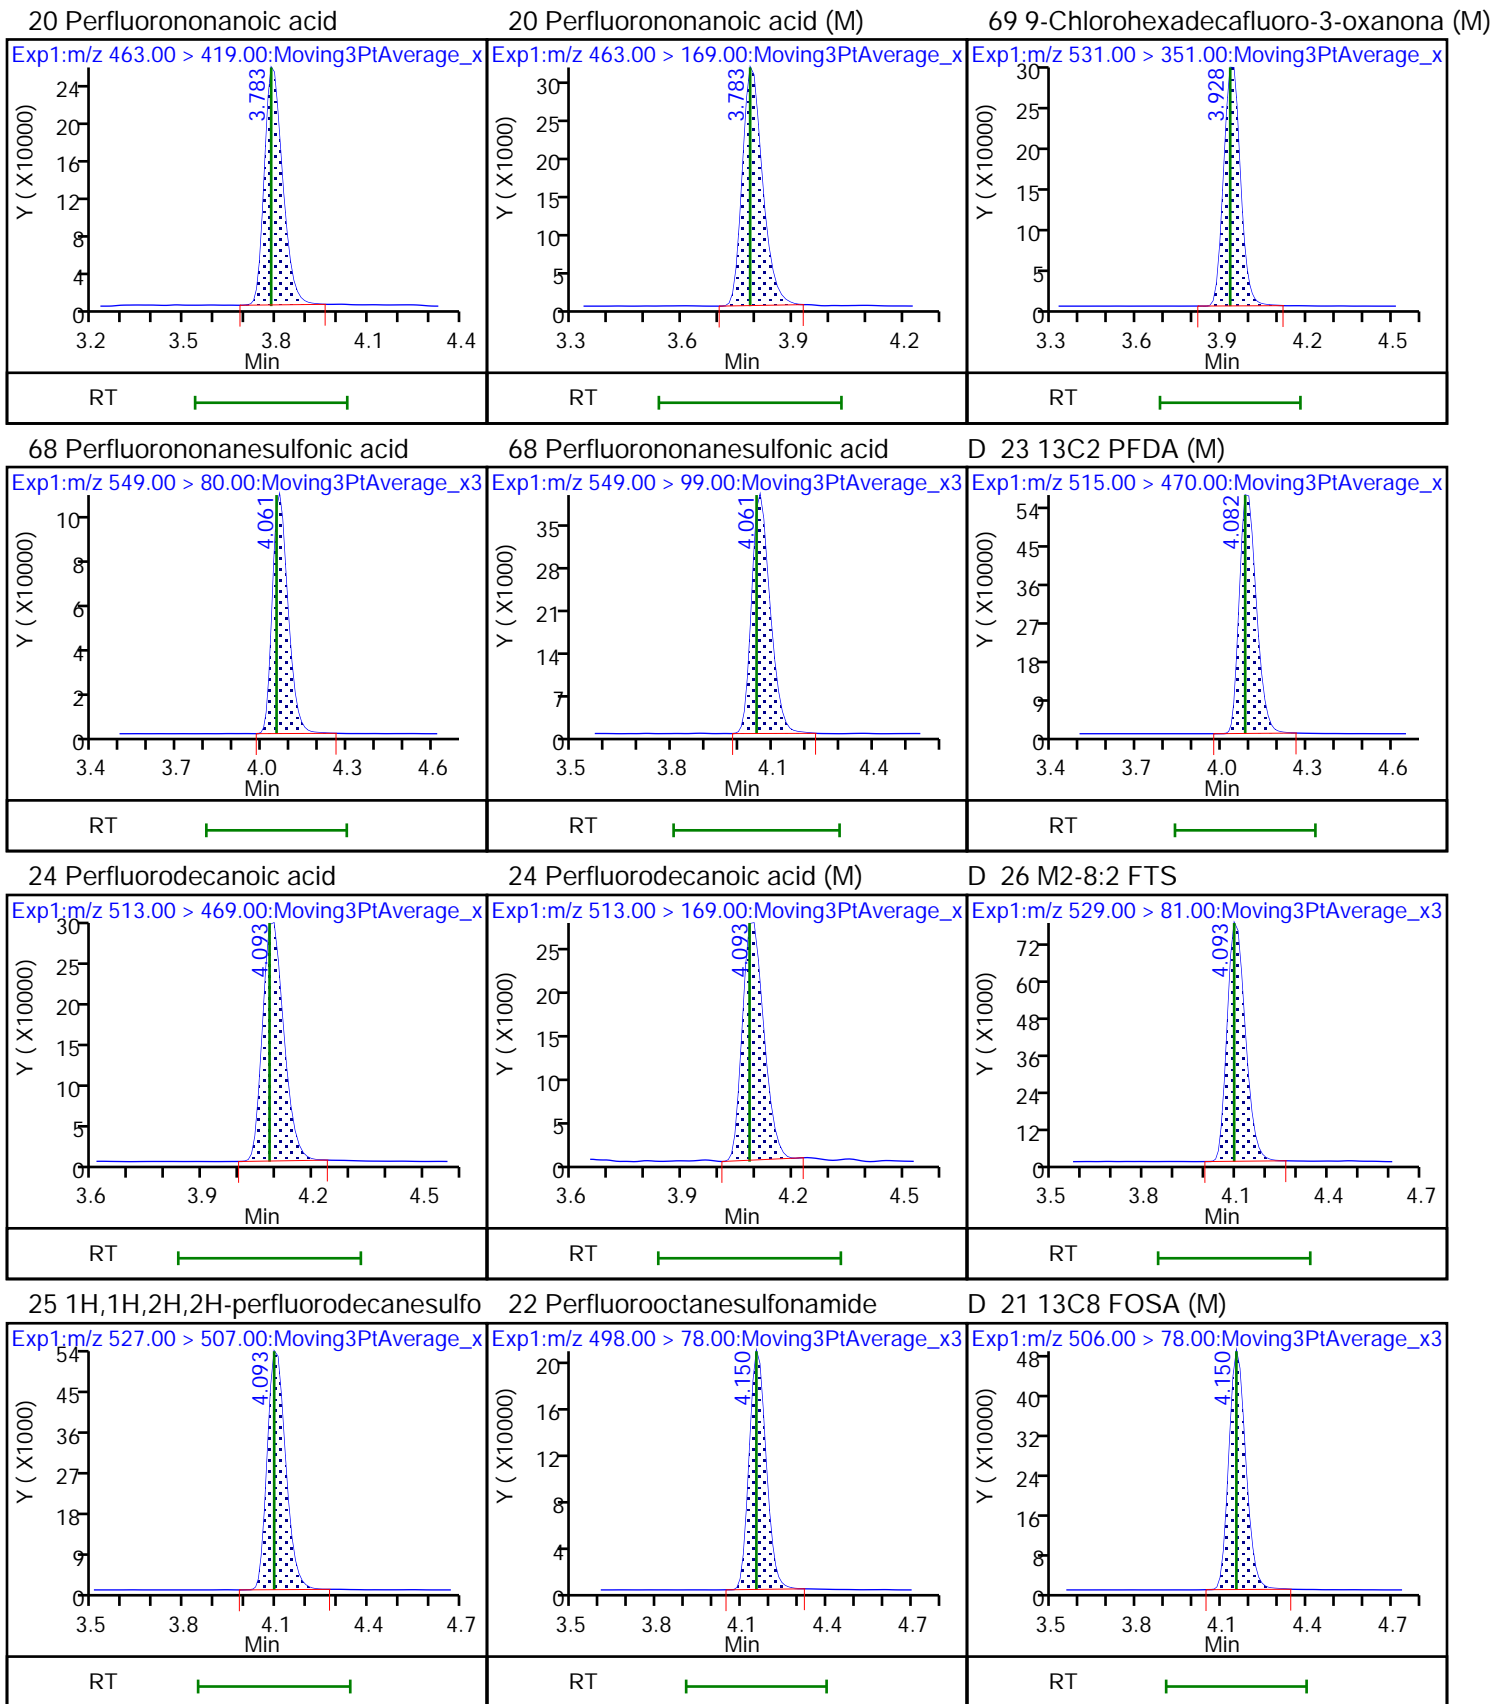 20 Perfluorononanoic acid
Exp1:m/z 463.00 > 419.00:Moving3PtAverage_x
3.783
Y ( X10000)
24
20
16
12
8
4
0
3.2 3.5 3.8 4.1 4.4
Min
RT
20 Perfluorononanoic acid (M)
Exp1:m/z 463.00 > 169.00:Moving3PtAverage_x
3.783
Y ( X1000)
30
25
20
15
10
5
0
3.3 3.6 3.9 4.2
Min
RT
69 9-Chlorohexadecafluoro-3-oxanona (M)
Exp1:m/z 531.00 > 351.00:Moving3PtAverage_x
3.928
Y ( X10000)
30
25
20
15
10
5
0
3.3 3.6 3.9 4.2 4.5
Min
RT
68 Perfluorononanesulfonic acid
Exp1:m/z 549.00 > 80.00:Moving3PtAverage_x3
4.061
Y ( X10000)
10
8
6
4
2
0
3.4 3.7 4.0 4.3 4.6
Min
RT
68 Perfluorononanesulfonic acid
Exp1:m/z 549.00 > 99.00:Moving3PtAverage_x3
4.061
Y ( X1000)
35
28
21
14
7
0
3.5 3.8 4.1 4.4
Min
RT
D 23 13C2 PFDA (M)
Exp1:m/z 515.00 > 470.00:Moving3PtAverage_x
4.082
Y ( X10000)
54
45
36
27
18
9
0
3.4 3.7 4.0 4.3 4.6
Min
RT
24 Perfluorodecanoic acid
Exp1:m/z 513.00 > 469.00:Moving3PtAverage_x
4.093
Y ( X10000)
30
25
20
15
10
5
0
3.6 3.9 4.2 4.5
Min
RT
24 Perfluorodecanoic acid (M)
Exp1:m/z 513.00 > 169.00:Moving3PtAverage_x
4.093
Y ( X1000)
25
20
15
10
5
0
3.6 3.9 4.2 4.5
Min
RT
D 26 M2-8:2 FTS
Exp1:m/z 529.00 > 81.00:Moving3PtAverage_x3
4.093
Y ( X1000)
72
60
48
36
24
12
0
3.5 3.8 4.1 4.4 4.7
Min
RT
25 1H,1H,2H,2H-perfluorodecanesulfo
Exp1:m/z 527.00 > 507.00:Moving3PtAverage_x
4.093
Y ( X1000)
54
45
36
27
18
9
0
3.5 3.8 4.1 4.4 4.7
Min
RT
22 Perfluorooctanesulfonamide
Exp1:m/z 498.00 > 78.00:Moving3PtAverage_x3
4.150
Y ( X10000)
20
16
12
8
4
0
3.5 3.8 4.1 4.4 4.7
Min
RT
D 21 13C8 FOSA (M)
Exp1:m/z 506.00 > 78.00:Moving3PtAverage_x3
4.150
Y ( X10000)
48
40
32
24
16
8
0
3.5 3.8 4.1 4.4 4.7
Min
RT